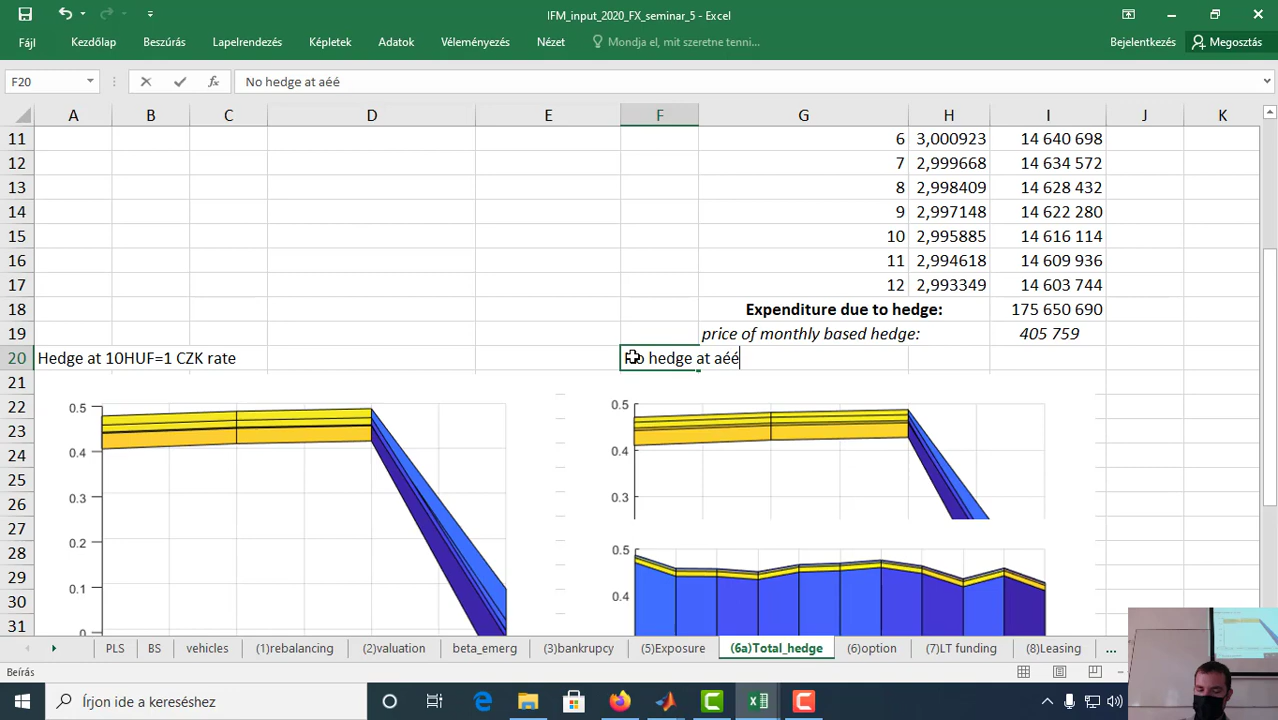 IFM_input_2020_FX_seminar_5 - Excel
Fájl Kezdőlap Beszúrás Lapelrendezés Képletek Adatok Véleményezés Nézet Mondja el, mit szeretne tenni... Bejelentkezés Megosztás
F20 fx No hedge at aéé
A B C D E F G H I J K
11 6 3,000923 14 640 698
12 7 2,999668 14 634 572
13 8 2,998409 14 628 432
14 9 2,997148 14 622 280
15 10 2,995885 14 616 114
16 11 2,994618 14 609 936
17 12 2,993349 14 603 744
18 Expenditure due to hedge: 175 650 690
19 price of monthly based hedge: 405 759
20 Hedge at 10HUF=1 CZK rate No hedge at aéé
21
22 0.5 0.5
23
24 0.4 0.4
25
26 0.3 0.3
27
28 0.2 0.5
29
30 0.1 0.4
31 0
PLS BS vehicles (1)rebalancing (2)valuation beta_emerg (3)bankrupcy (5)Exposure (6a)Total_hedge (6)option (7)LT funding (8)Leasing ...
Beírás
Írjon ide a kereséshez